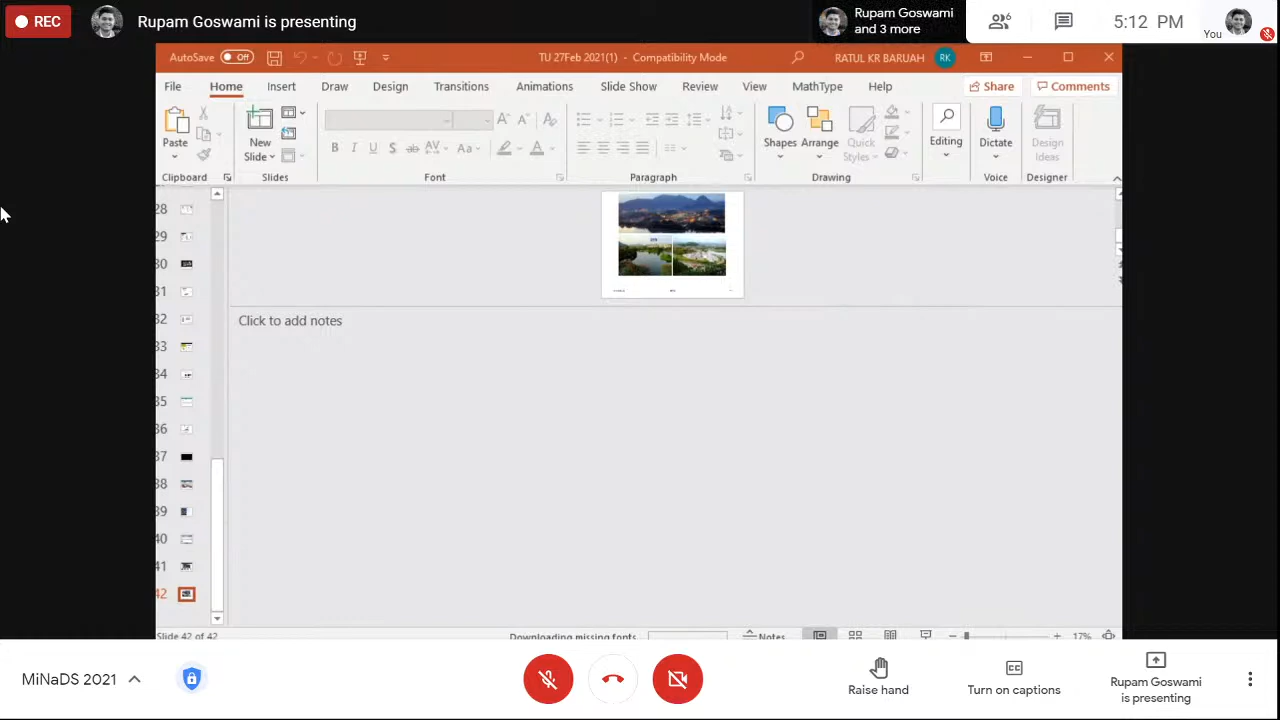 REC
Rupam Goswami is presenting
Rupam Goswami
and 3 more
6
5:12 PM
You
AutoSave Off
TU 27Feb 2021(1) - Compatibility Mode
RATUL KR BARUAH
RK
File Home Insert Draw Design Transitions Animations Slide Show Review View MathType Help
Share
Comments
Paste
New
Slide
Shapes
Arrange
Quick
Styles
Editing
Dictate
Design
Ideas
Clipboard
Slides
Font
Paragraph
Drawing
Voice
Designer
28
29
30
31
32
33
34
35
36
37
38
39
40
41
42
Click to add notes
Slide 42 of 42
Downloading missing fonts
Notes
17%
MiNaDS 2021
Raise hand
Turn on captions
Rupam Goswami
is presenting